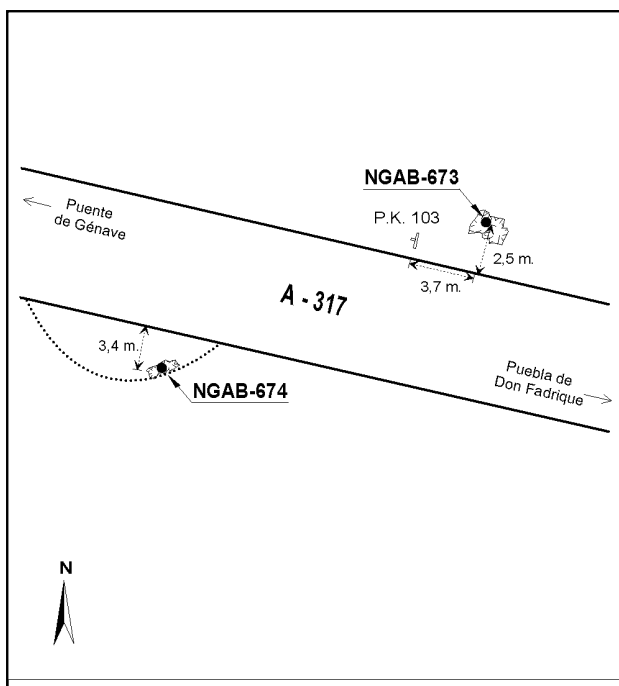 NGAB-673
Puente
de Génave
P.K. 103
2,5 m.
3,7 m.
A - 317
3,4 m.
Puebla de
Don Fadrique
NGAB-674
N